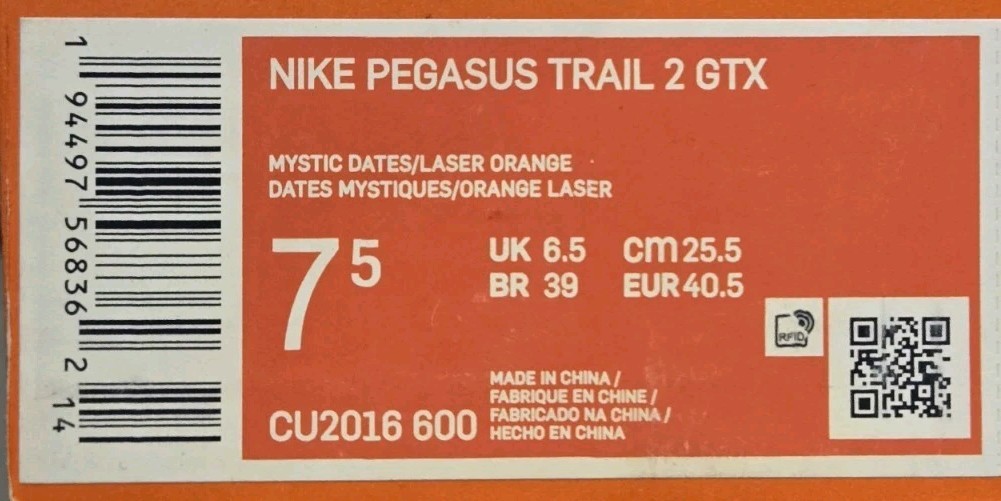 1 94497 56836 2 14
NIKE PEGASUS TRAIL 2 GTX
MYSTIC DATES/LASER ORANGE
DATES MYSTIQUES/ORANGE LASER
7 5
UK 6.5 CM 25.5
BR 39 EUR 40.5
RFID
CU2016 600
MADE IN CHINA /
FABRIQUE EN CHINE /
FABRICADO NA CHINA /
HECHO EN CHINA